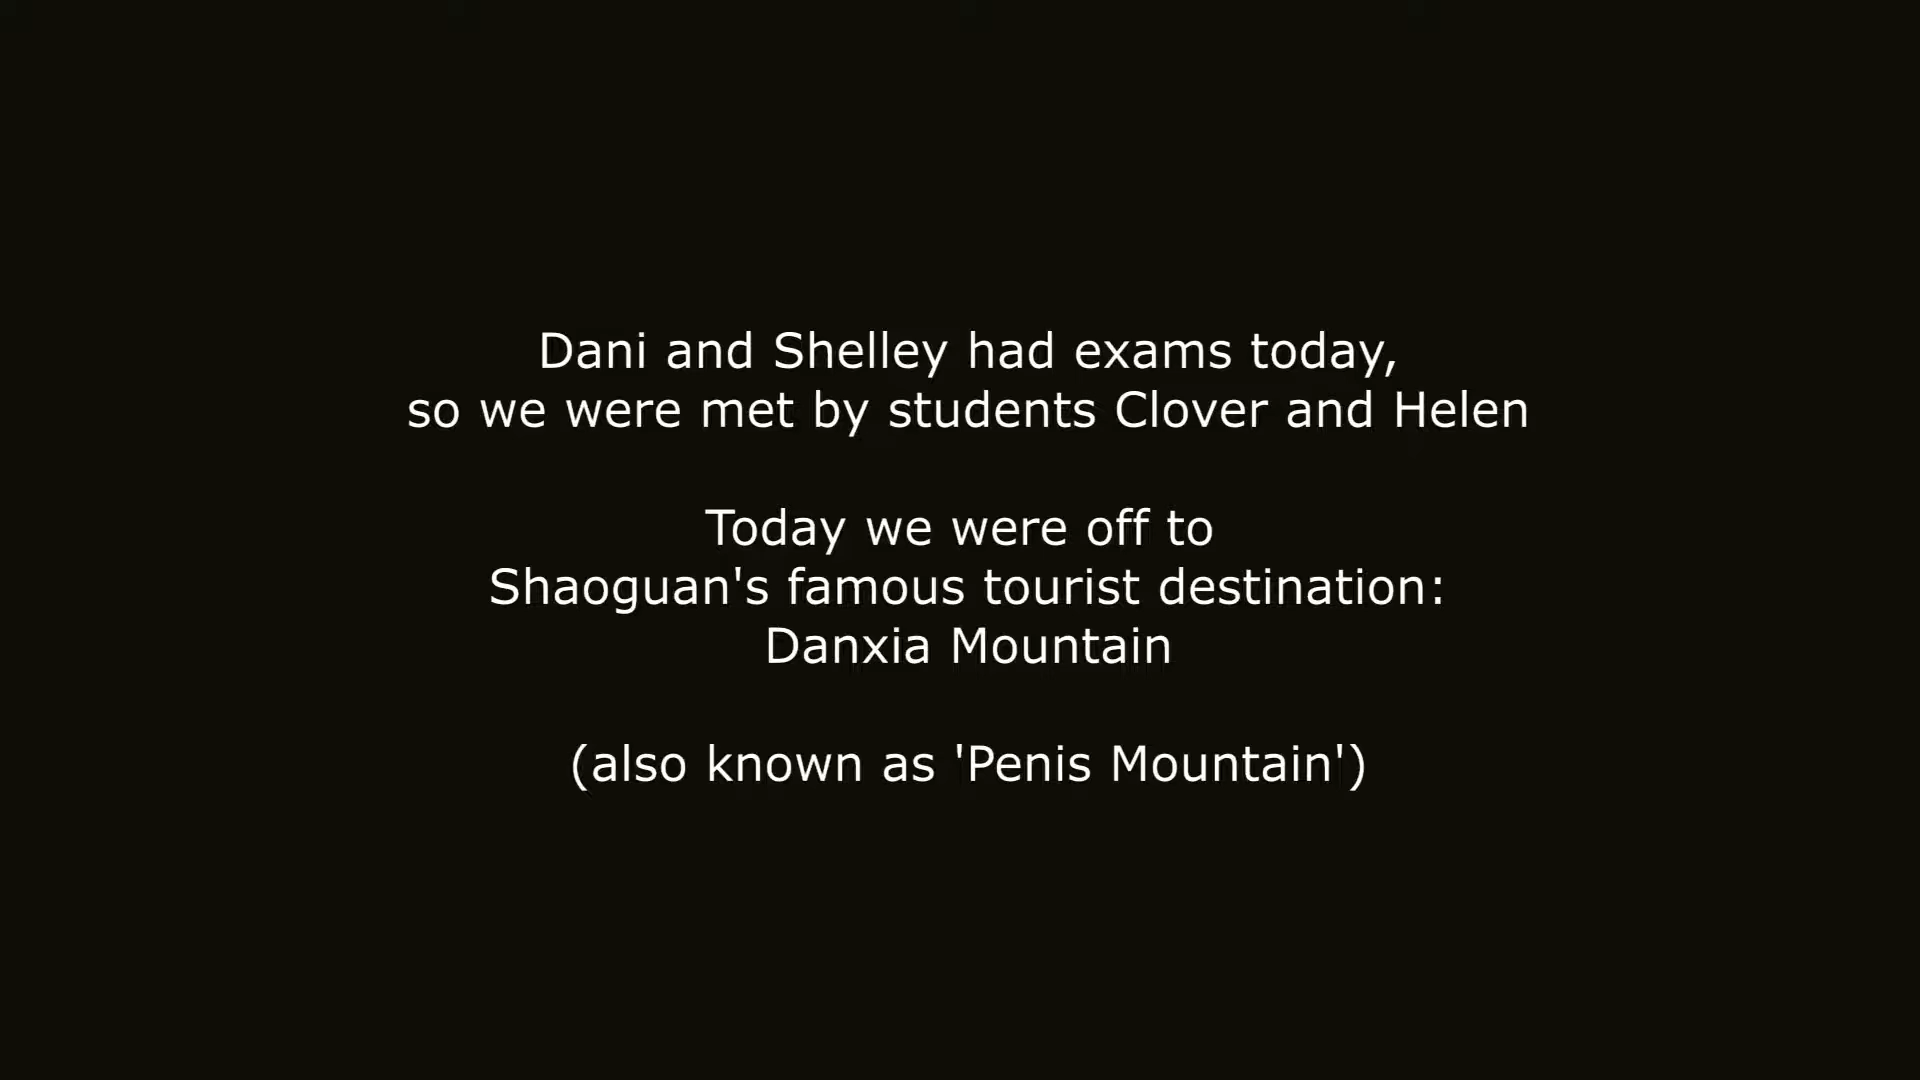 Dani and Shelley had exams today,
so we were met by students Clover and Helen
Today we were off to
Shaoguan's famous tourist destination:
Danxia Mountain
(also known as 'Penis Mountain')